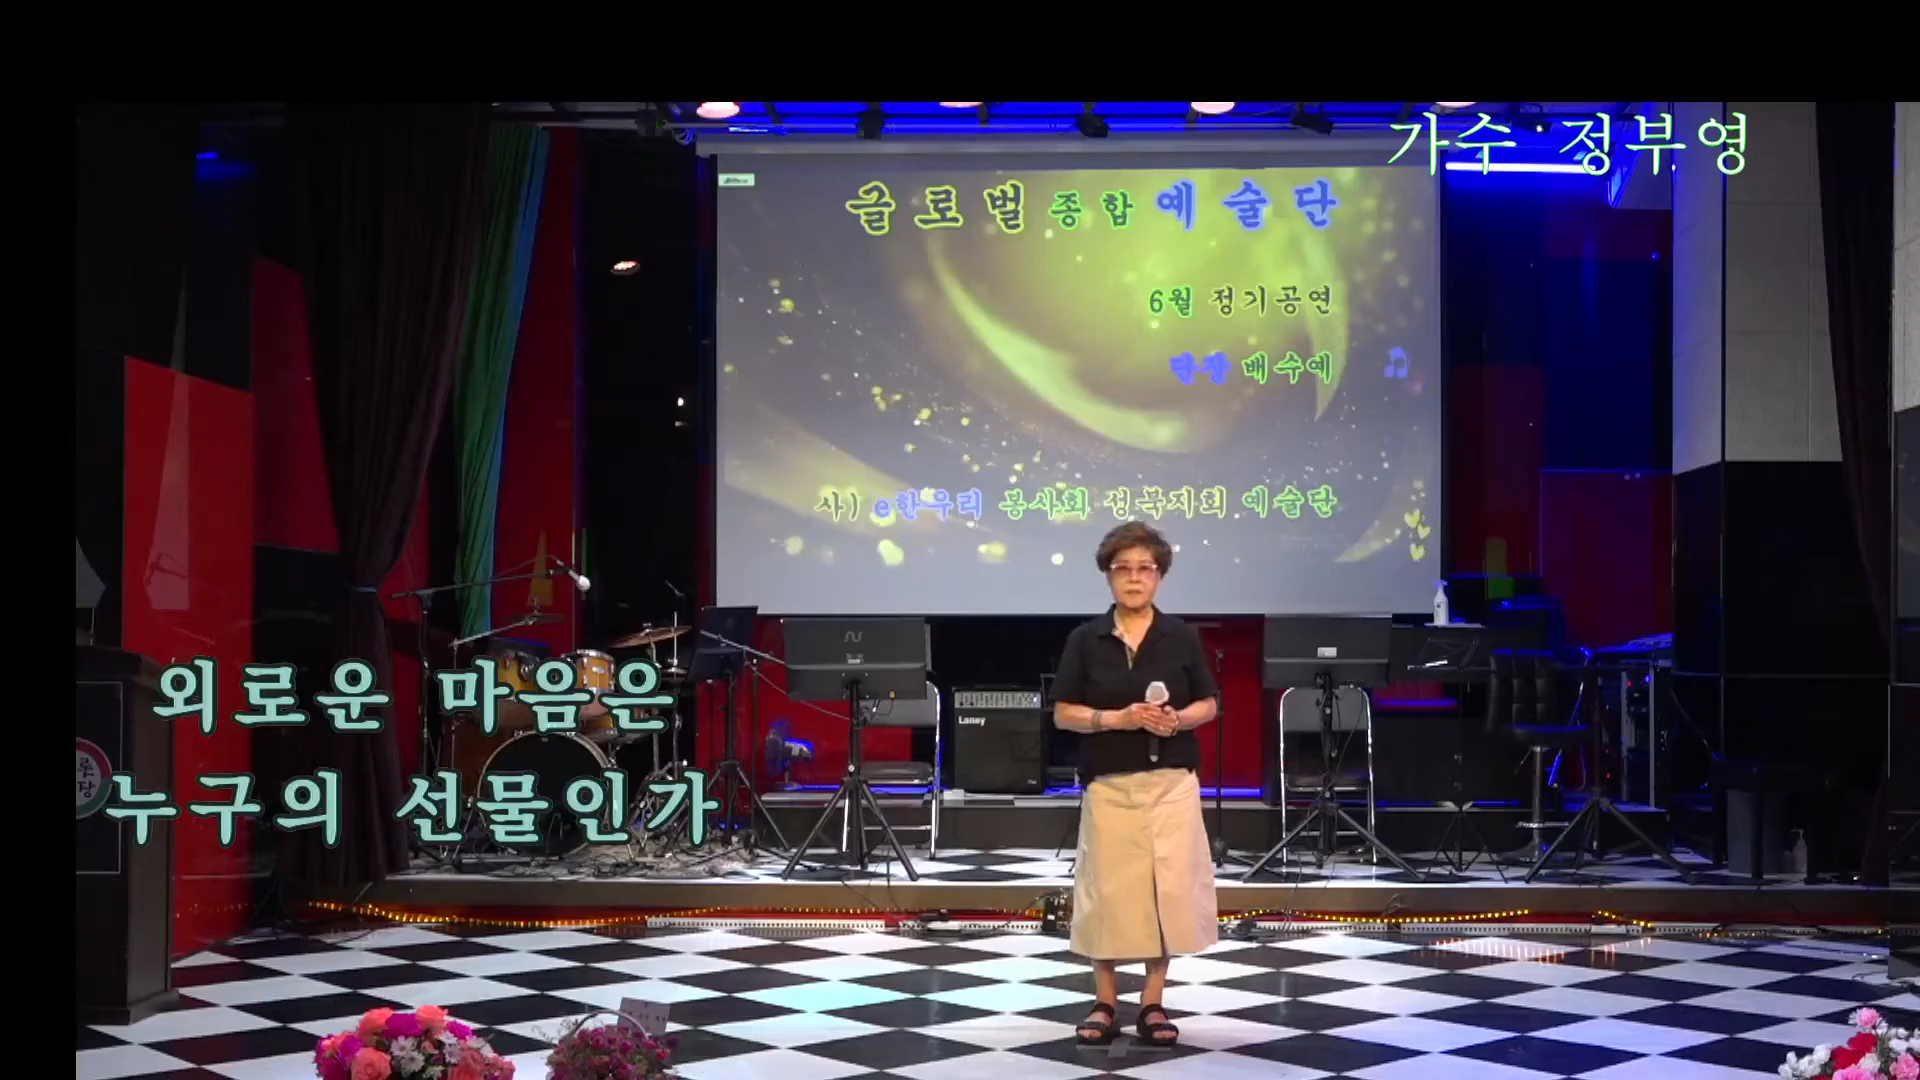 가수 정부영
글로벌종합예술단
6월 정기공연
단장 배수예
사) e한우리 봉사회 성북지회 예술단
외로운 마음은
누구의 선물인가
Laney